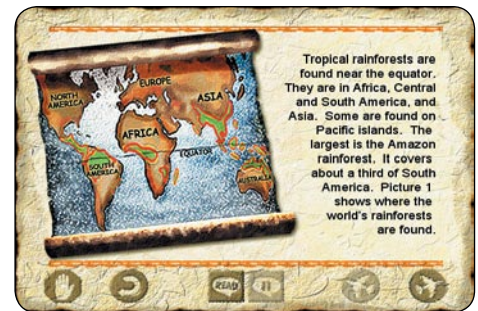 Tropical rainforests are
found near the equator.
They are in Africa, Central
and South America, and
Asia. Some are found on
Pacific islands. The
largest is the Amazon
rainforest. It covers
about a third of South
America. Picture 1
shows where the
world's rainforests
are found.
NORTH
AMERICA
EUROPE
ASIA
AFRICA
EQUATOR
SOUTH
AMERICA
AUSTRALIA
READ